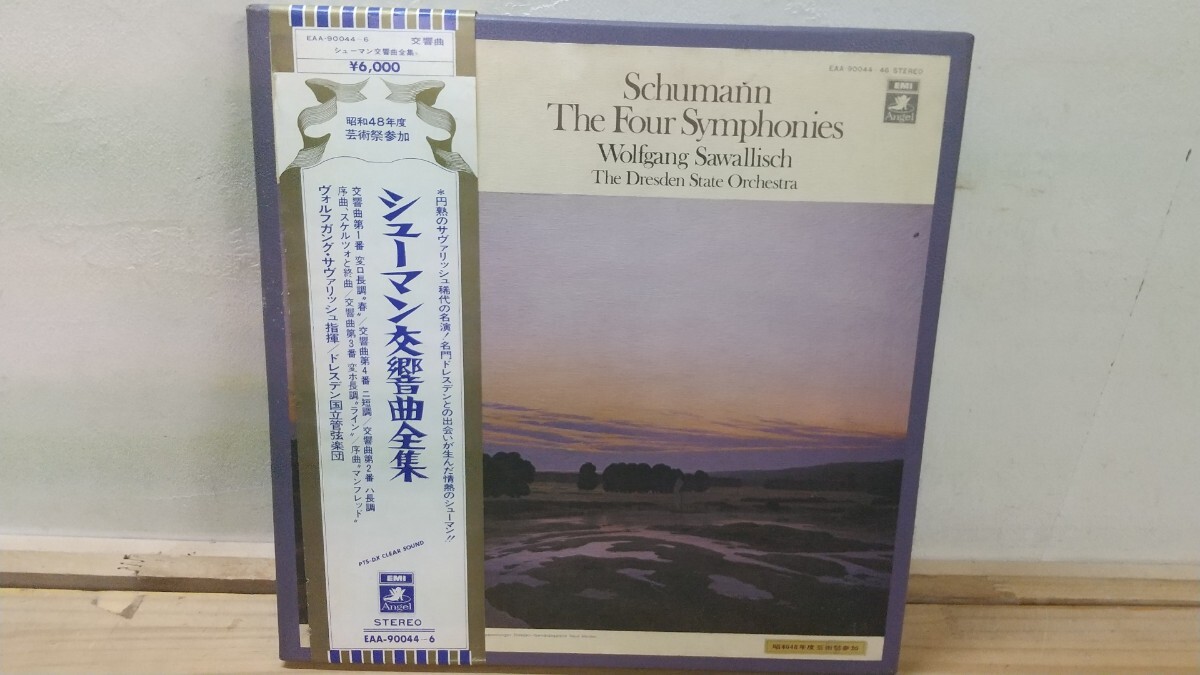 EAA-90044-6 交響曲
シューマン交響曲全集
¥6,000
昭和48年度
芸術祭参加
*円熟のサヴァリッシュ稀代の名演！名門ドレスデンとの出会いが生んだ情熱のシューマン!!
シューマン交響曲全集
交響曲第1番 変ロ長調"春"/交響曲第4番 ニ短調/交響曲第2番 ハ長調
序曲、スケルツォと終曲/交響曲第3番 変ホ長調"ライン"/序曲"マンフレッド"
ヴォルフガング・サヴァリッシュ指揮/ドレスデン国立管弦楽団
PTS-DX CLEAR SOUND
EMI
Angel
STEREO
EAA-90044-6
EAA-90044・46 STEREO
EMI
Angel
Schumann
The Four Symphonies
Wolfgang Sawallisch
The Dresden State Orchestra
昭和48年度芸術祭参加